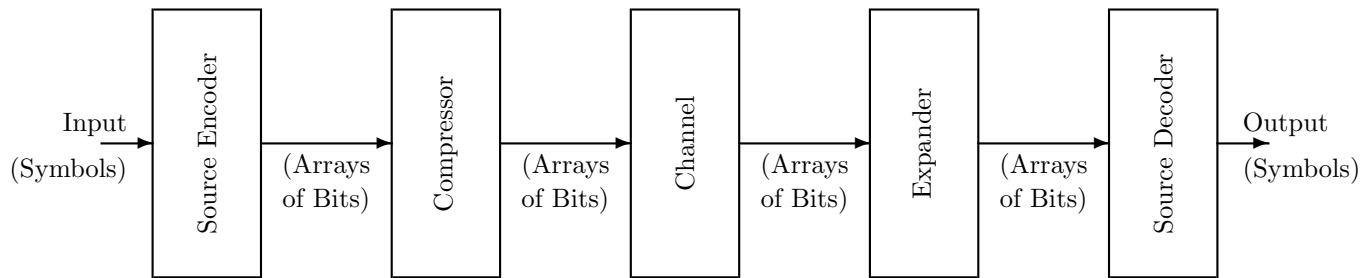 Input
(Symbols)
Source Encoder
(Arrays
of Bits)
Compressor
(Arrays
of Bits)
Channel
(Arrays
of Bits)
Expander
(Arrays
of Bits)
Source Decoder
Output
(Symbols)